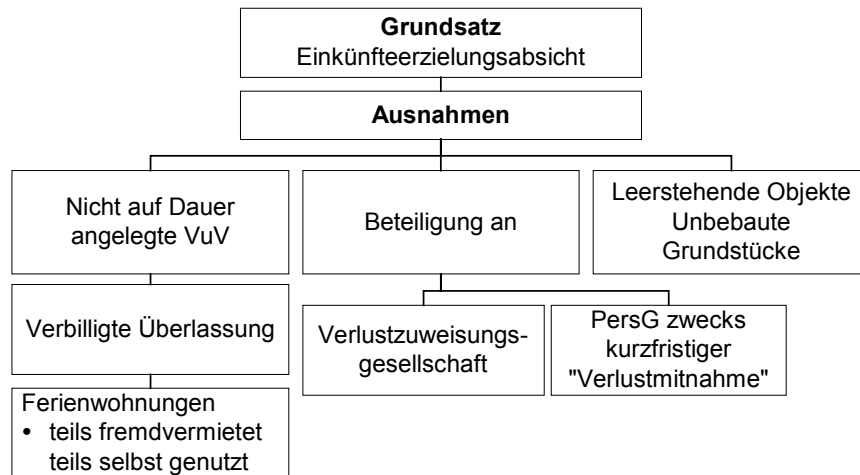 Grundsatz
Einkünfteerzielungsabsicht
Ausnahmen
Nicht auf Dauer
angelegte VuV
Beteiligung an
Leerstehende Objekte
Unbebaute
Grundstücke
Verbilligte Überlassung
Verlustzuweisungs-
gesellschaft
PersG zwecks
kurzfristiger
"Verlustmitnahme"
Ferienwohnungen
• teils fremdvermietet
teils selbst genutzt